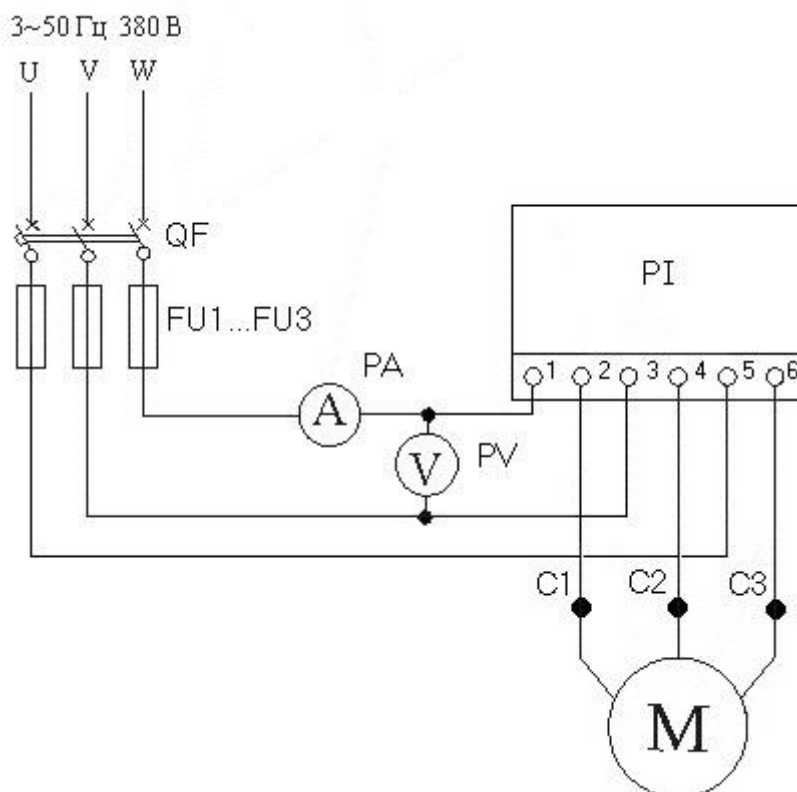 3~50 Гц 380 В
U V W
QF
PI
FU1...FU3
PA
1 2 3 4 5 6
A
PV
V
C1 C2 C3
M